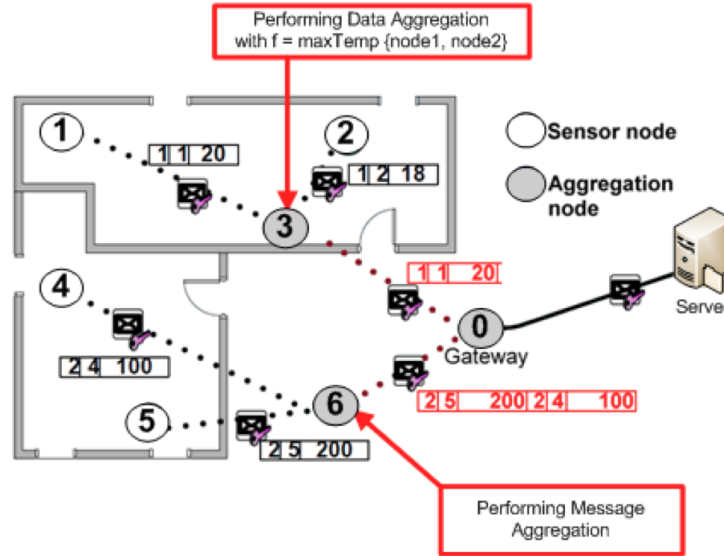 Performing Data Aggregation
with f = maxTemp {node1, node2}
1
2
Sensor node
1 1 20
1 2 18
Aggregation
node
3
4
1 1 20
Serve
0
Gateway
2 4 100
6
2 5 200 2 4 100
5
2 5 200
Performing Message
Aggregation